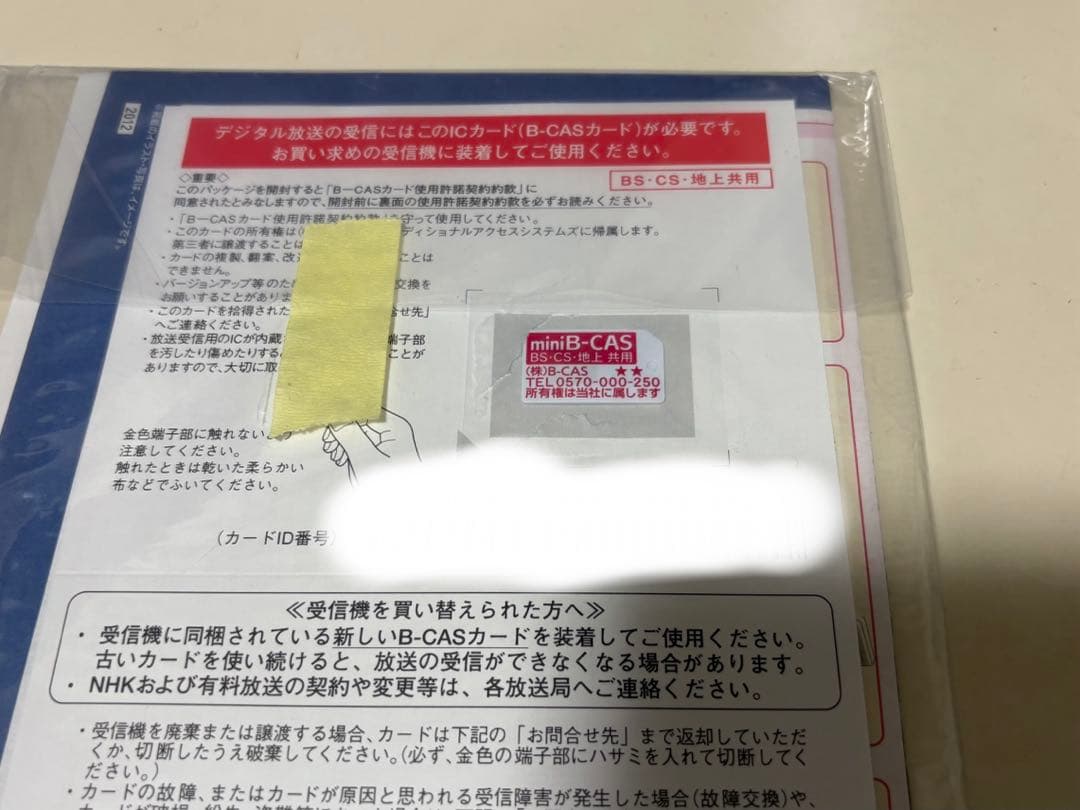 2012
※表紙のイラスト・写真は、イメージです。
デジタル放送の受信にはこのICカード(B-CASカード)が必要です。
お買い求めの受信機に装着してご使用ください。
BS・CS・地上共用
◇重要◇
このパッケージを開封すると「B－CASカード使用許諾契約約款」に
同意されたとみなしますので、開封前に裏面の使用許諾契約約款を必ずお読みください。
・「B－CASカード使用許諾契約約款」を守って使用してください。
・このカードの所有権は(
ディショナルアクセスシステムズに帰属します。
第三者に譲渡することは
・カードの複製、翻案、改
ことは
できません。
・バージョンアップ等のため
交換を
お願いすることがありま
・このカードを拾得された
合せ先」
へご連絡ください。
・放送受信用のICが内蔵
端子部
を汚したり傷めたりする
ことが
ありますので、大切に取
金色端子部に触れないよう
注意してください。
触れたときは乾いた柔らかい
布などでふいてください。
miniB-CAS
BS・CS・地上 共用
(株)B-CAS ★★
TEL 0570-000-250
所有権は当社に属します
(カードID番号)
≪受信機を買い替えられた方へ≫
・受信機に同梱されている新しいB-CASカードを装着してご使用ください。
古いカードを使い続けると、放送の受信ができなくなる場合があります。
・NHKおよび有料放送の契約や変更等は、各放送局へご連絡ください。
・受信機を廃棄または譲渡する場合、カードは下記の「お問合せ先」まで返却していただ
くか、切断したうえ破棄してください。(必ず、金色の端子部にハサミを入れて切断してく
ださい。)
・カードの故障、またはカードが原因と思われる受信障害が発生した場合(故障交換)や、